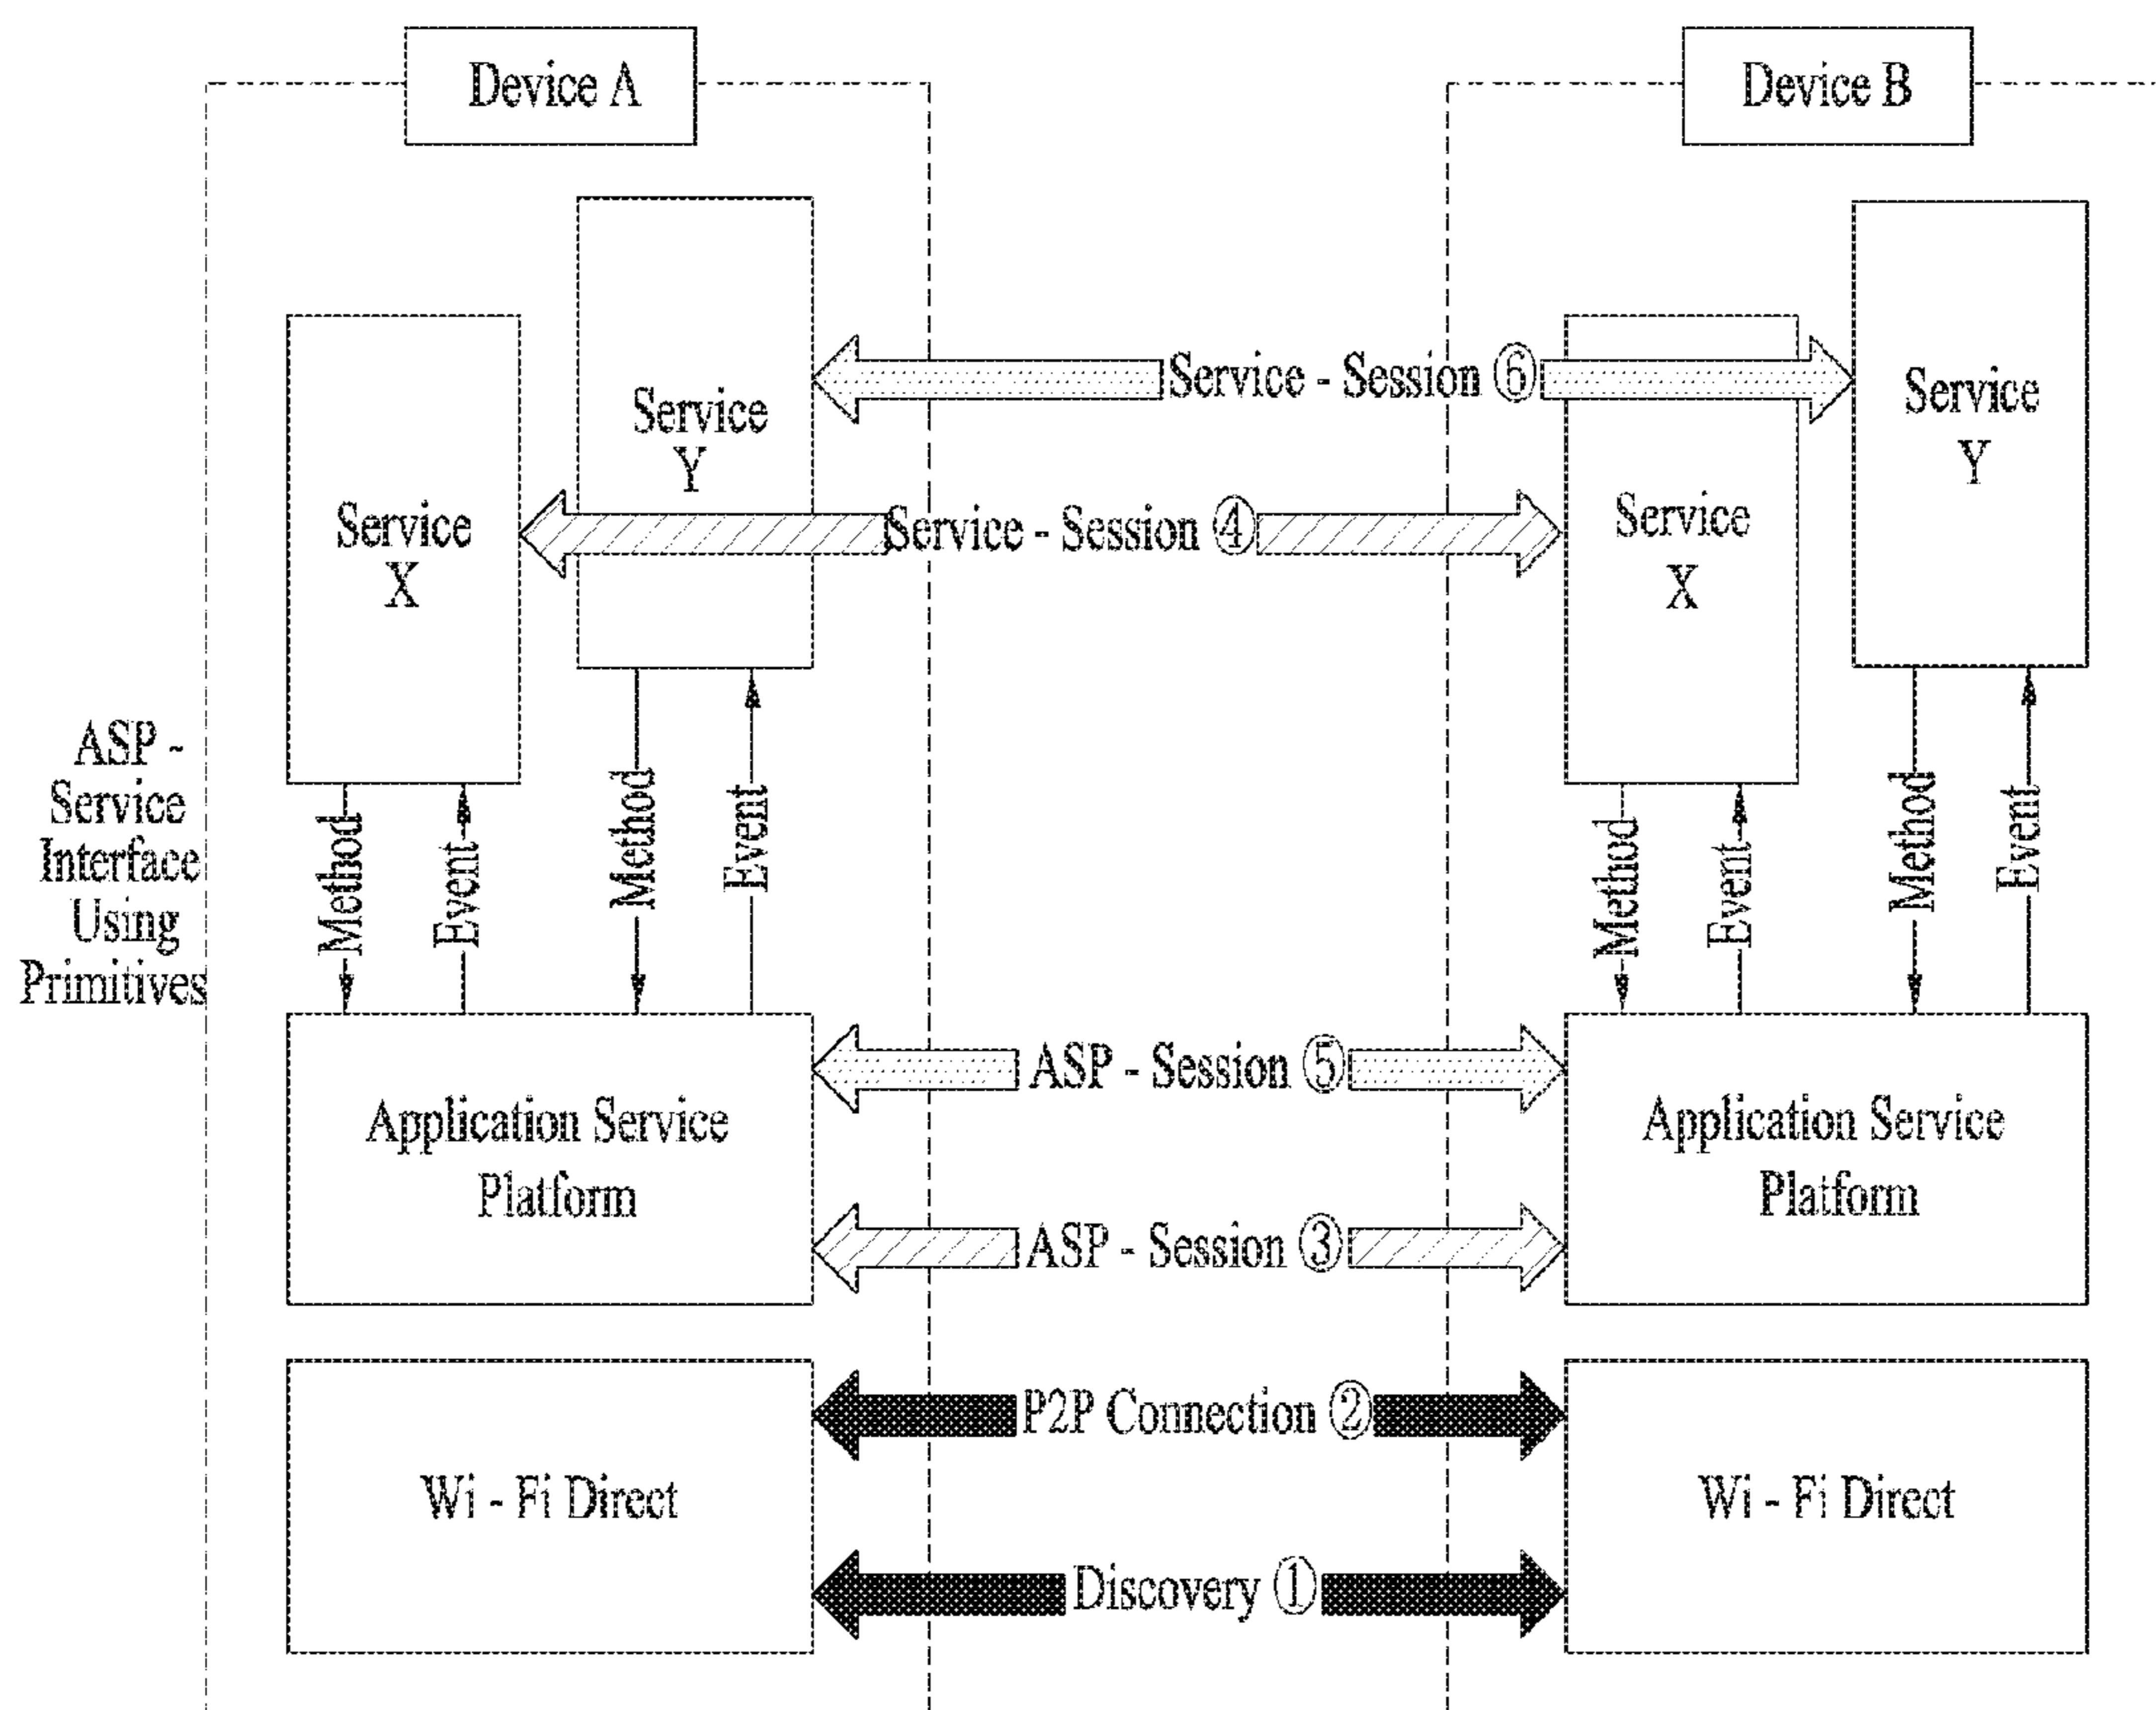 Device A
Device B
Service
Y
Service - Session ⑥
Service
Y
Service
X
Service - Session ④
Service
X
ASP -
Service
Interface
Using
Primitives
Method
Event
Method
Event
Method
Event
Method
Event
ASP - Session ⑤
Application Service
Platform
Application Service
Platform
ASP - Session ③
P2P Connection ②
Wi - Fi Direct
Wi - Fi Direct
Discovery ①